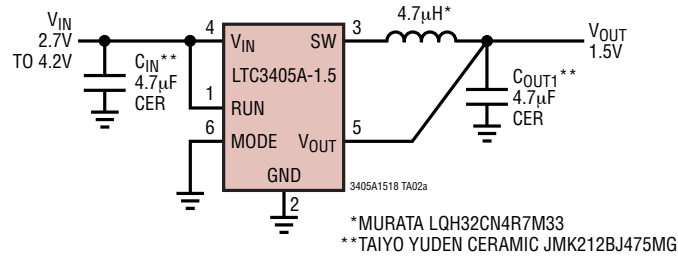 VIN
2.7V
TO 4.2V
CIN**
4.7µF
CER
4
VIN
SW
3
4.7µH*
VOUT
1.5V
LTC3405A-1.5
1
RUN
COUT1**
4.7µF
CER
6
MODE
VOUT
5
GND
2
3405A1518 TA02a
*MURATA LQH32CN4R7M33
**TAIYO YUDEN CERAMIC JMK212BJ475MG